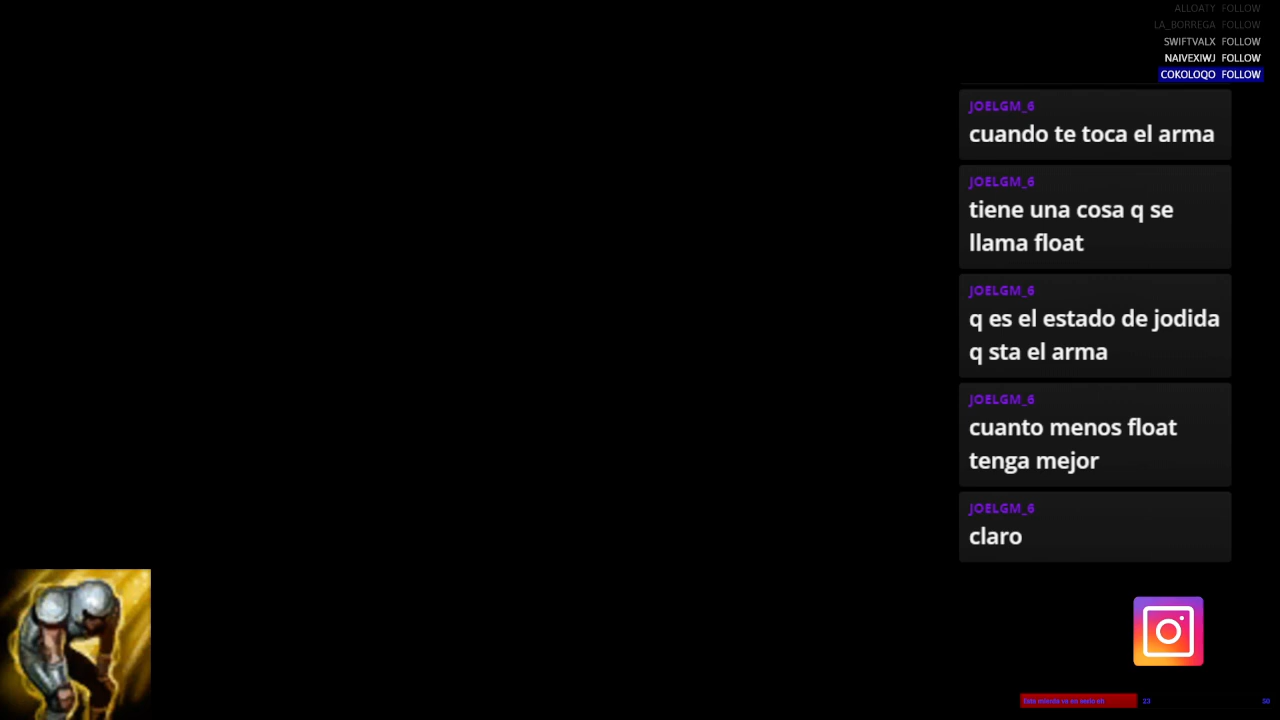 ALLOATY FOLLOW
LA_BORREGA FOLLOW
SWIFTVALX FOLLOW
NAIVEXIWJ FOLLOW
COKOLOQO FOLLOW
JOELGM_6
cuando te toca el arma
JOELGM_6
tiene una cosa q se
llama float
JOELGM_6
q es el estado de jodida
q sta el arma
JOELGM_6
cuanto menos float
tenga mejor
JOELGM_6
claro
23 50